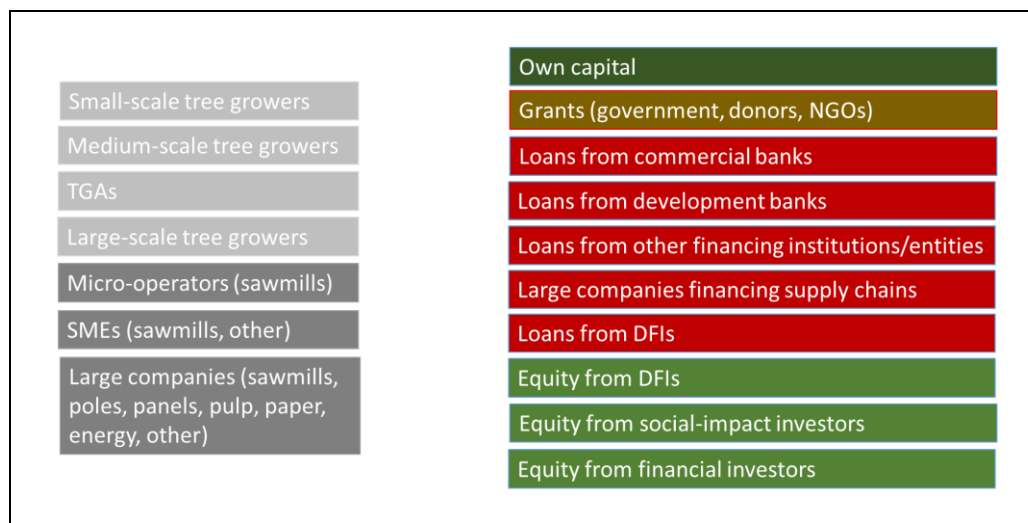 Small-scale tree growers
Medium-scale tree growers
TGAs
Large-scale tree growers
Micro-operators (sawmills)
SMEs (sawmills, other)
Large companies (sawmills,
poles, panels, pulp, paper,
energy, other)
Own capital
Grants (government, donors, NGOs)
Loans from commercial banks
Loans from development banks
Loans from other financing institutions/entities
Large companies financing supply chains
Loans from DFIs
Equity from DFIs
Equity from social-impact investors
Equity from financial investors